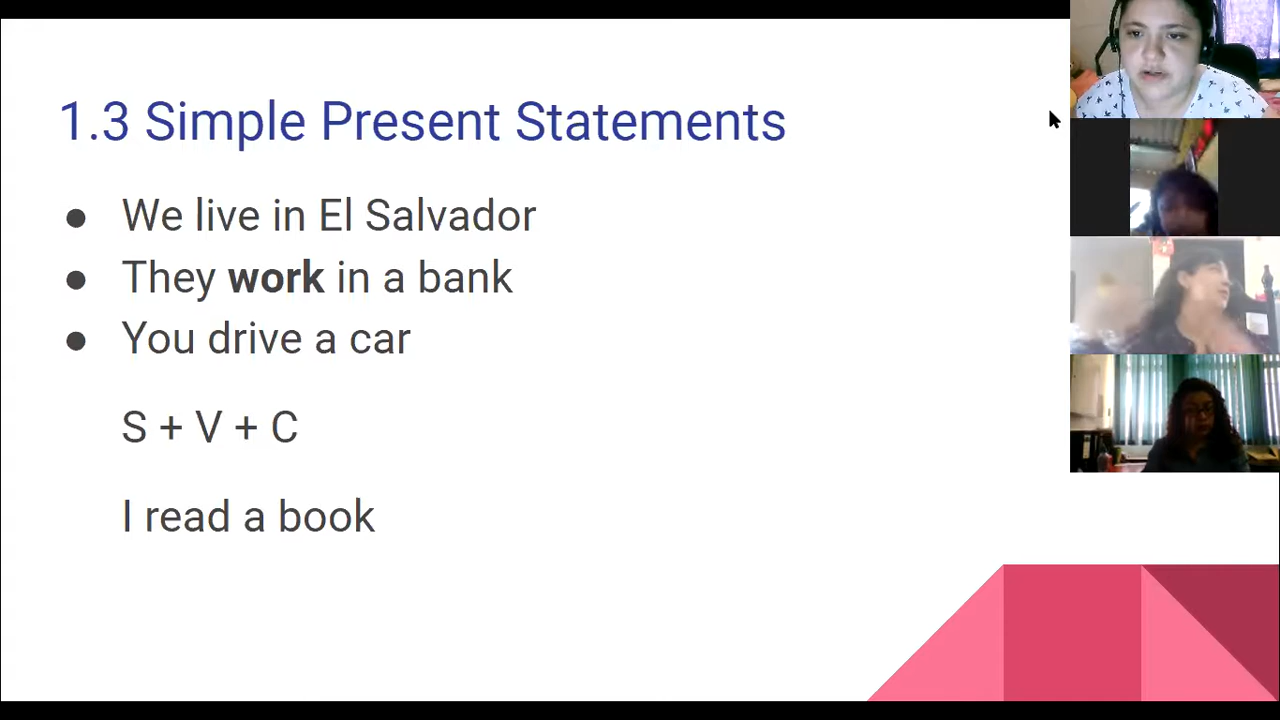 1.3 Simple Present Statements
● We live in El Salvador
● They work in a bank
● You drive a car
S + V + C
I read a book